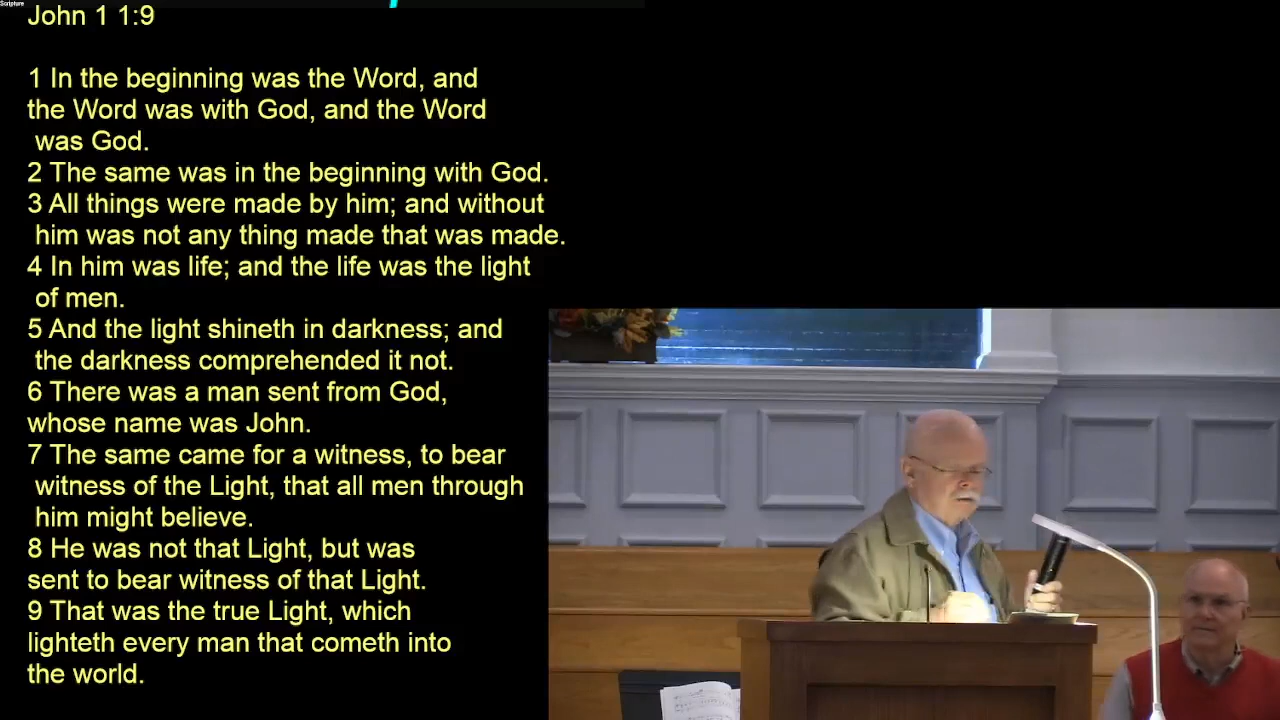 Scripture
John 1 1:9
1 In the beginning was the Word, and
the Word was with God, and the Word
was God.
2 The same was in the beginning with God.
3 All things were made by him; and without
him was not any thing made that was made.
4 In him was life; and the life was the light
of men.
5 And the light shineth in darkness; and
the darkness comprehended it not.
6 There was a man sent from God,
whose name was John.
7 The same came for a witness, to bear
witness of the Light, that all men through
him might believe.
8 He was not that Light, but was
sent to bear witness of that Light.
9 That was the true Light, which
lighteth every man that cometh into
the world.